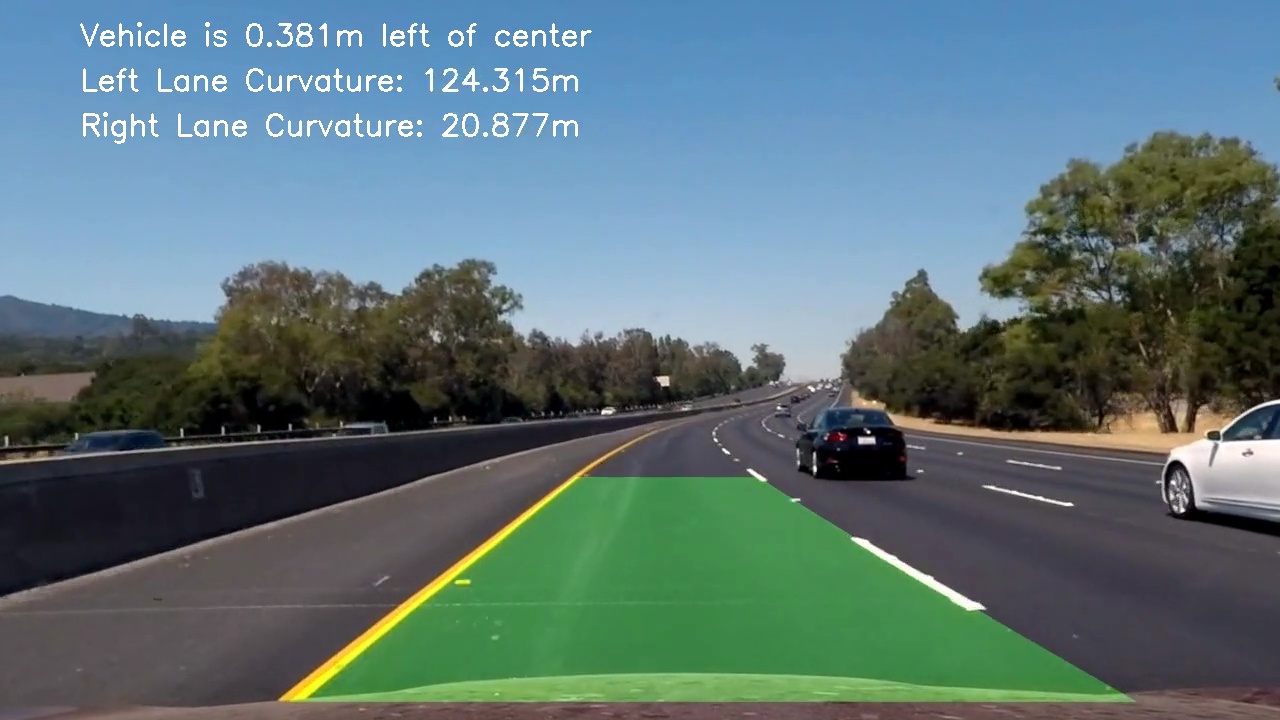 Vehicle is 0.381m left of center
Left Lane Curvature: 124.315m
Right Lane Curvature: 20.877m